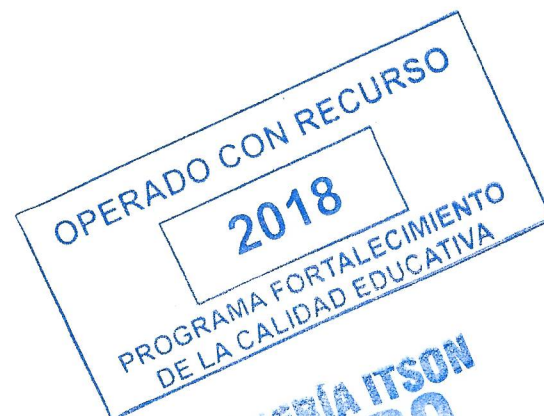 OPERADO CON RECURSO
2018
PROGRAMA FORTALECIMIENTO
DE LA CALIDAD EDUCATIVA
ITSON